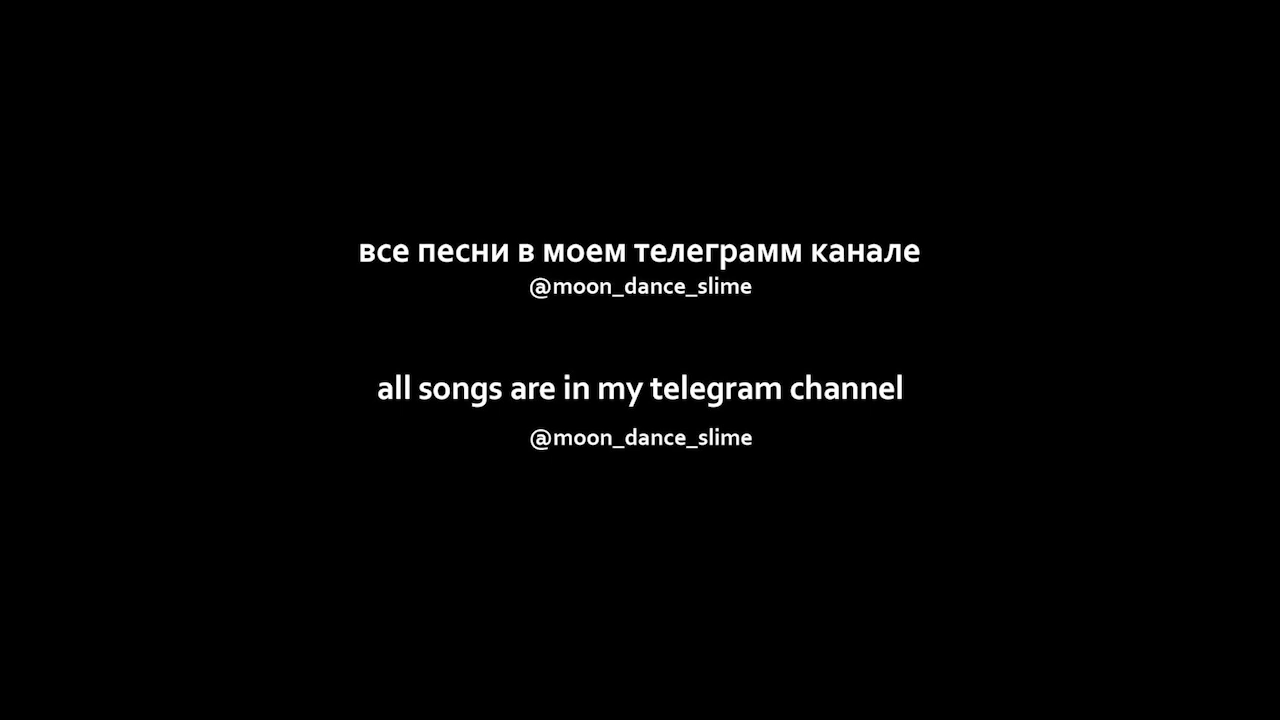 все песни в моем телеграмм канале
@moon_dance_slime
all songs are in my telegram channel
@moon_dance_slime